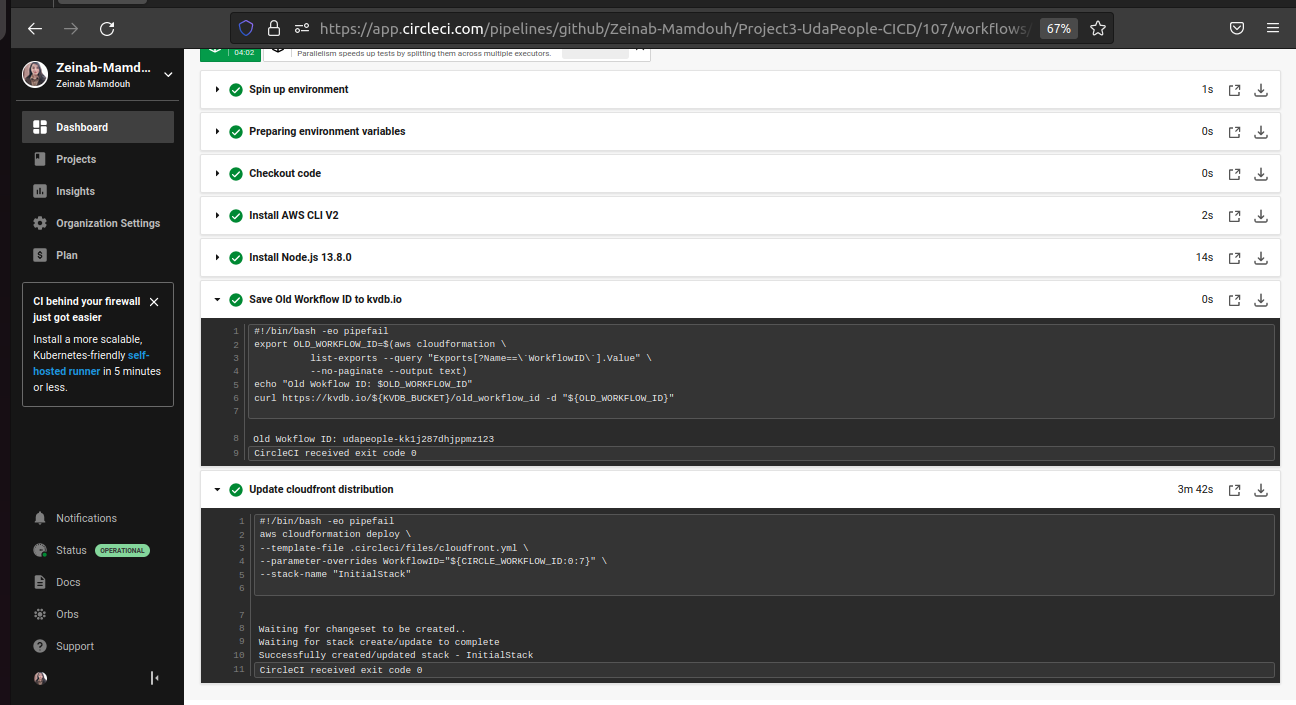 https://app.circleci.com/pipelines/github/Zeinab-Mamdouh/Project3-UdaPeople-CICD/107/workflows/
67%
Zeinab-Mamd...
Zeinab Mamdouh
Dashboard
Projects
Insights
Organization Settings
Plan
CI behind your firewall
just got easier
Install a more scalable,
Kubernetes-friendly self-
hosted runner in 5 minutes
or less.
Notifications
Status OPERATIONAL
Docs
Orbs
Support
04:02
Parallelism speeds up tests by splitting them across multiple executors.
Spin up environment 1s
Preparing environment variables 0s
Checkout code 0s
Install AWS CLI V2 2s
Install Node.js 13.8.0 14s
Save Old Workflow ID to kvdb.io 0s
1 #!/bin/bash -eo pipefail
2 export OLD_WORKFLOW_ID=$(aws cloudformation \
3 list-exports --query "Exports[?Name==\`WorkflowID\`].Value" \
4 --no-paginate --output text)
5 echo "Old Wokflow ID: $OLD_WORKFLOW_ID"
6 curl https://kvdb.io/${KVDB_BUCKET}/old_workflow_id -d "${OLD_WORKFLOW_ID}"
7
8 Old Wokflow ID: udapeople-kk1j287dhjppmz123
9 CircleCI received exit code 0
Update cloudfront distribution 3m 42s
1 #!/bin/bash -eo pipefail
2 aws cloudformation deploy \
3 --template-file .circleci/files/cloudfront.yml \
4 --parameter-overrides WorkflowID="${CIRCLE_WORKFLOW_ID:0:7}" \
5 --stack-name "InitialStack"
6
7
8 Waiting for changeset to be created..
9 Waiting for stack create/update to complete
10 Successfully created/updated stack - InitialStack
11 CircleCI received exit code 0